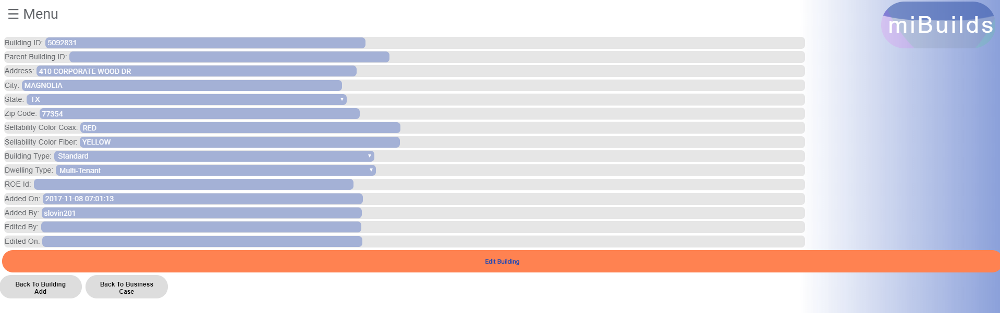 ☰ Menu
miBuilds
Building ID: 5092831
Parent Building ID:
Address: 410 CORPORATE WOOD DR
City: MAGNOLIA
State: TX
Zip Code: 77354
Sellability Color Coax: RED
Sellability Color Fiber: YELLOW
Building Type: Standard
Dwelling Type: Multi-Tenant
ROE Id:
Added On: 2017-11-08 07:01:13
Added By: slovin201
Edited By:
Edited On:
Edit Building
Back To Building
Add
Back To Business
Case